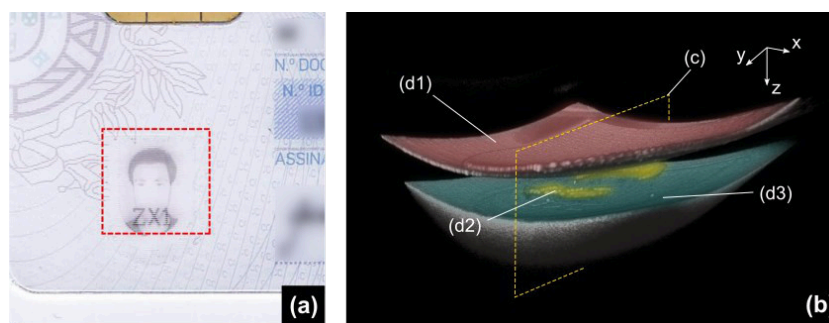 N.º DOC
N.º ID
ASSINA
ZX1
(a)
(d1)
(c)
y
x
z
(d2)
(d3)
(b)